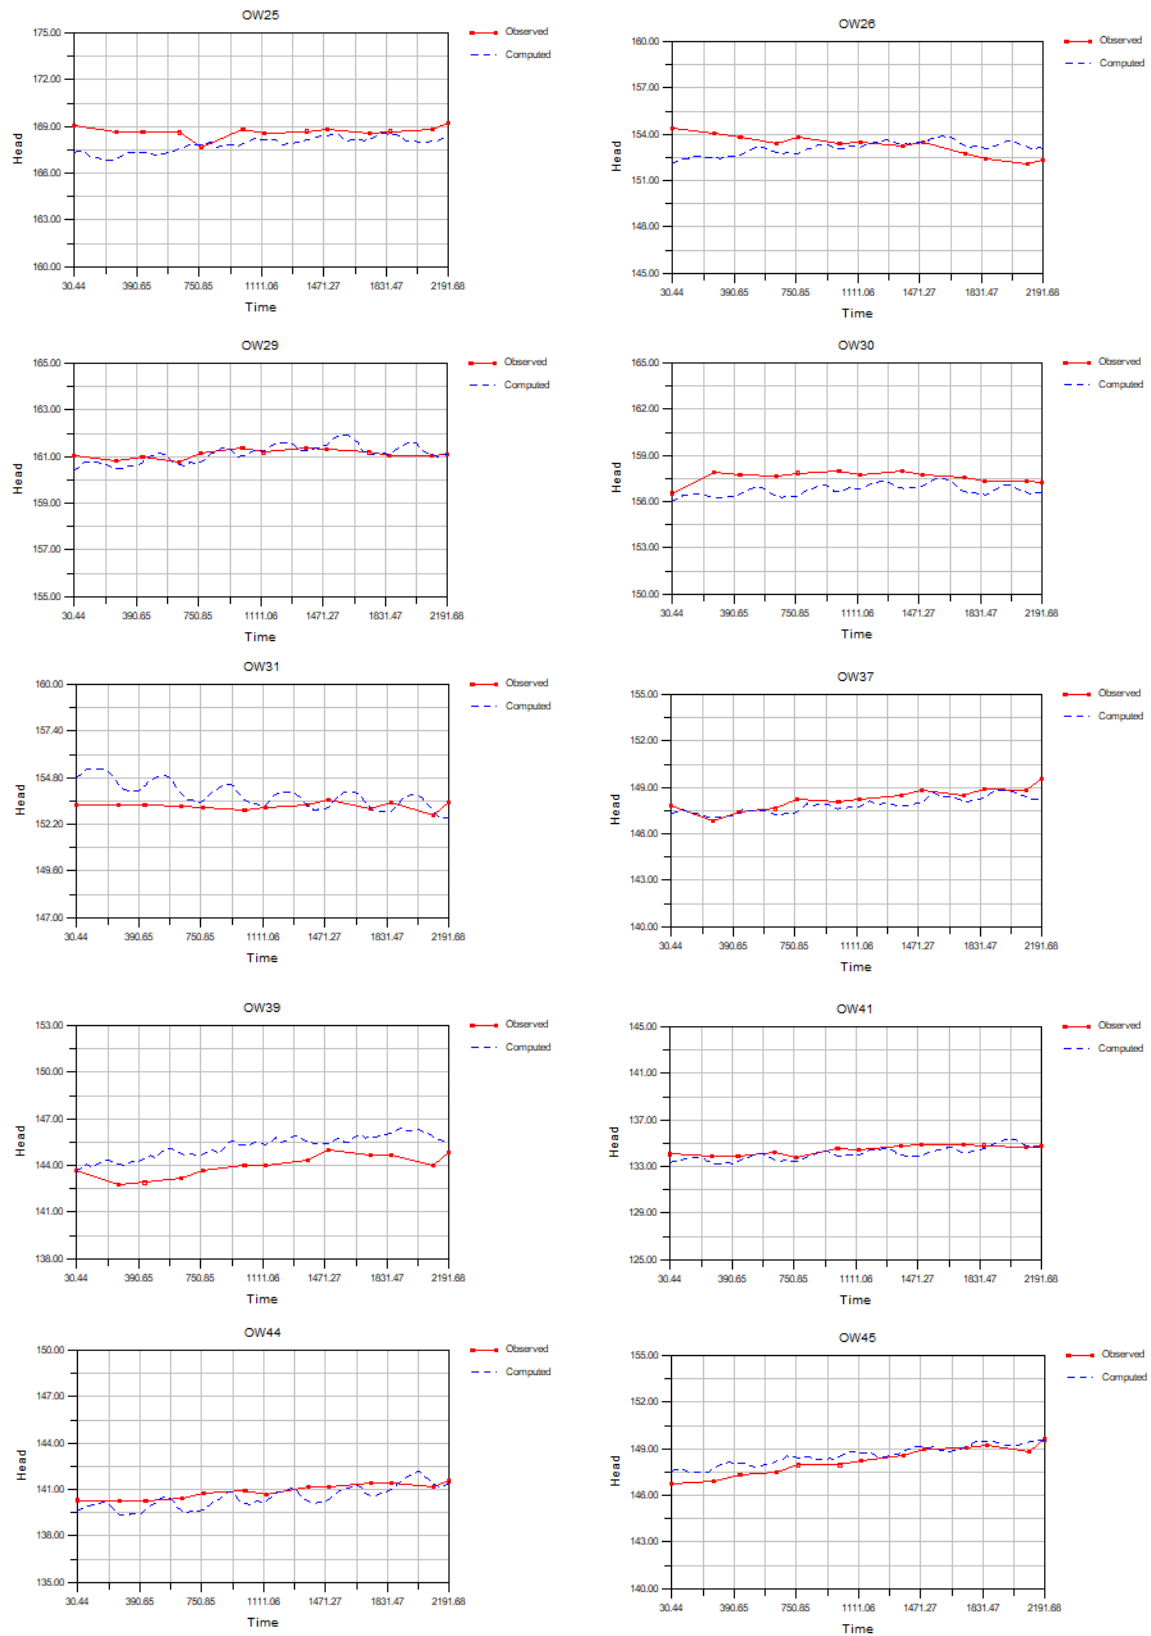 OW25
175.00
172.00
169.00
166.00
163.00
160.00
Head
30.44 390.65 750.85 1111.06 1471.27 1831.47 2191.68
Time
Observed
Computed
OW26
160.00
157.00
154.00
151.00
148.00
145.00
Head
30.44 390.65 750.85 1111.06 1471.27 1831.47 2191.68
Time
Observed
Computed
OW29
165.00
163.00
161.00
159.00
157.00
155.00
Head
30.44 390.65 750.85 1111.06 1471.27 1831.47 2191.68
Time
Observed
Computed
OW30
165.00
162.00
159.00
156.00
153.00
150.00
Head
30.44 390.65 750.85 1111.06 1471.27 1831.47 2191.68
Time
Observed
Computed
OW31
160.00
157.40
154.80
152.20
149.60
147.00
Head
30.44 390.65 750.85 1111.06 1471.27 1831.47 2191.68
Time
Observed
Computed
OW37
155.00
152.00
149.00
146.00
143.00
140.00
Head
30.44 390.65 750.85 1111.06 1471.27 1831.47 2191.68
Time
Observed
Computed
OW39
153.00
150.00
147.00
144.00
141.00
138.00
Head
30.44 390.65 750.85 1111.06 1471.27 1831.47 2191.68
Time
Observed
Computed
OW41
145.00
141.00
137.00
133.00
129.00
125.00
Head
30.44 390.65 750.85 1111.06 1471.27 1831.47 2191.68
Time
Observed
Computed
OW44
150.00
147.00
144.00
141.00
138.00
135.00
Head
30.44 390.65 750.85 1111.06 1471.27 1831.47 2191.68
Time
Observed
Computed
OW45
155.00
152.00
149.00
146.00
143.00
140.00
Head
30.44 390.65 750.85 1111.06 1471.27 1831.47 2191.68
Time
Observed
Computed